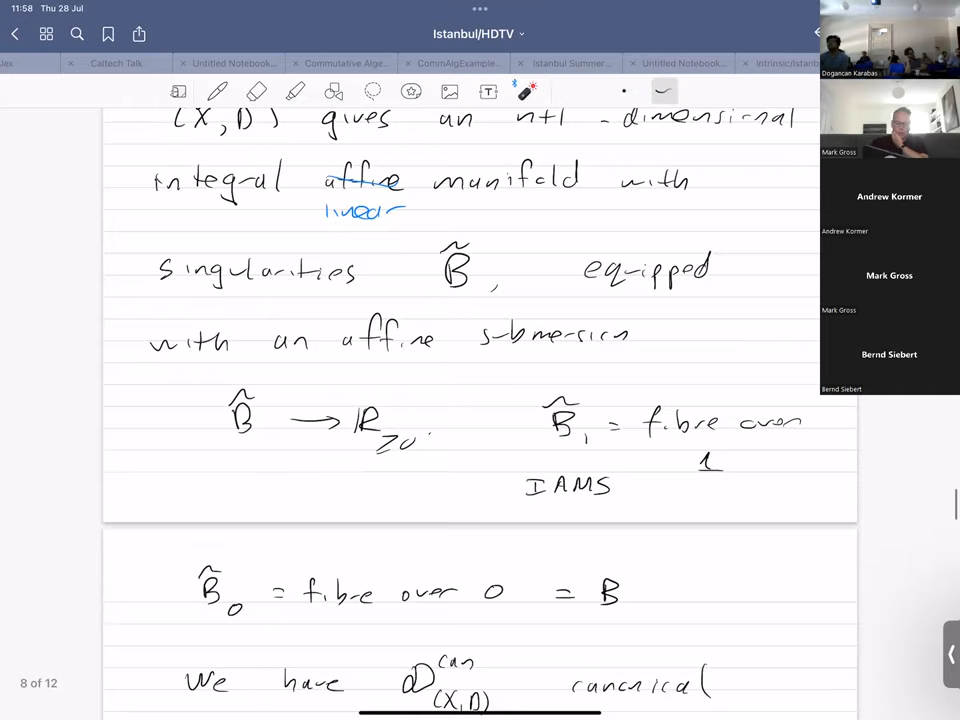 11:58 Thu 28 Jul
Istanbul/HDTV
lex
Caltech Talk
Untitled Notebook...
Commutative Alge...
CommAlgExample...
Istanbul Summer...
Untitled Notebook...
Intrinsic/Istanb
(X, D) gives an n+1 - dimensional
integral affine manifold with
linear
singularities B̃, equipped
with an affine submersion
B̃ → ℝ≥0. B̃₁ = fibre over
1
IAMS
B̃₀ = fibre over 0 = B
We have 𝔇^can_(X,D) canonical
8 of 12
Dogancan Karabas
Mark Gross
Andrew Kormer
Andrew Kormer
Mark Gross
Mark Gross
Bernd Siebert
Bernd Siebert